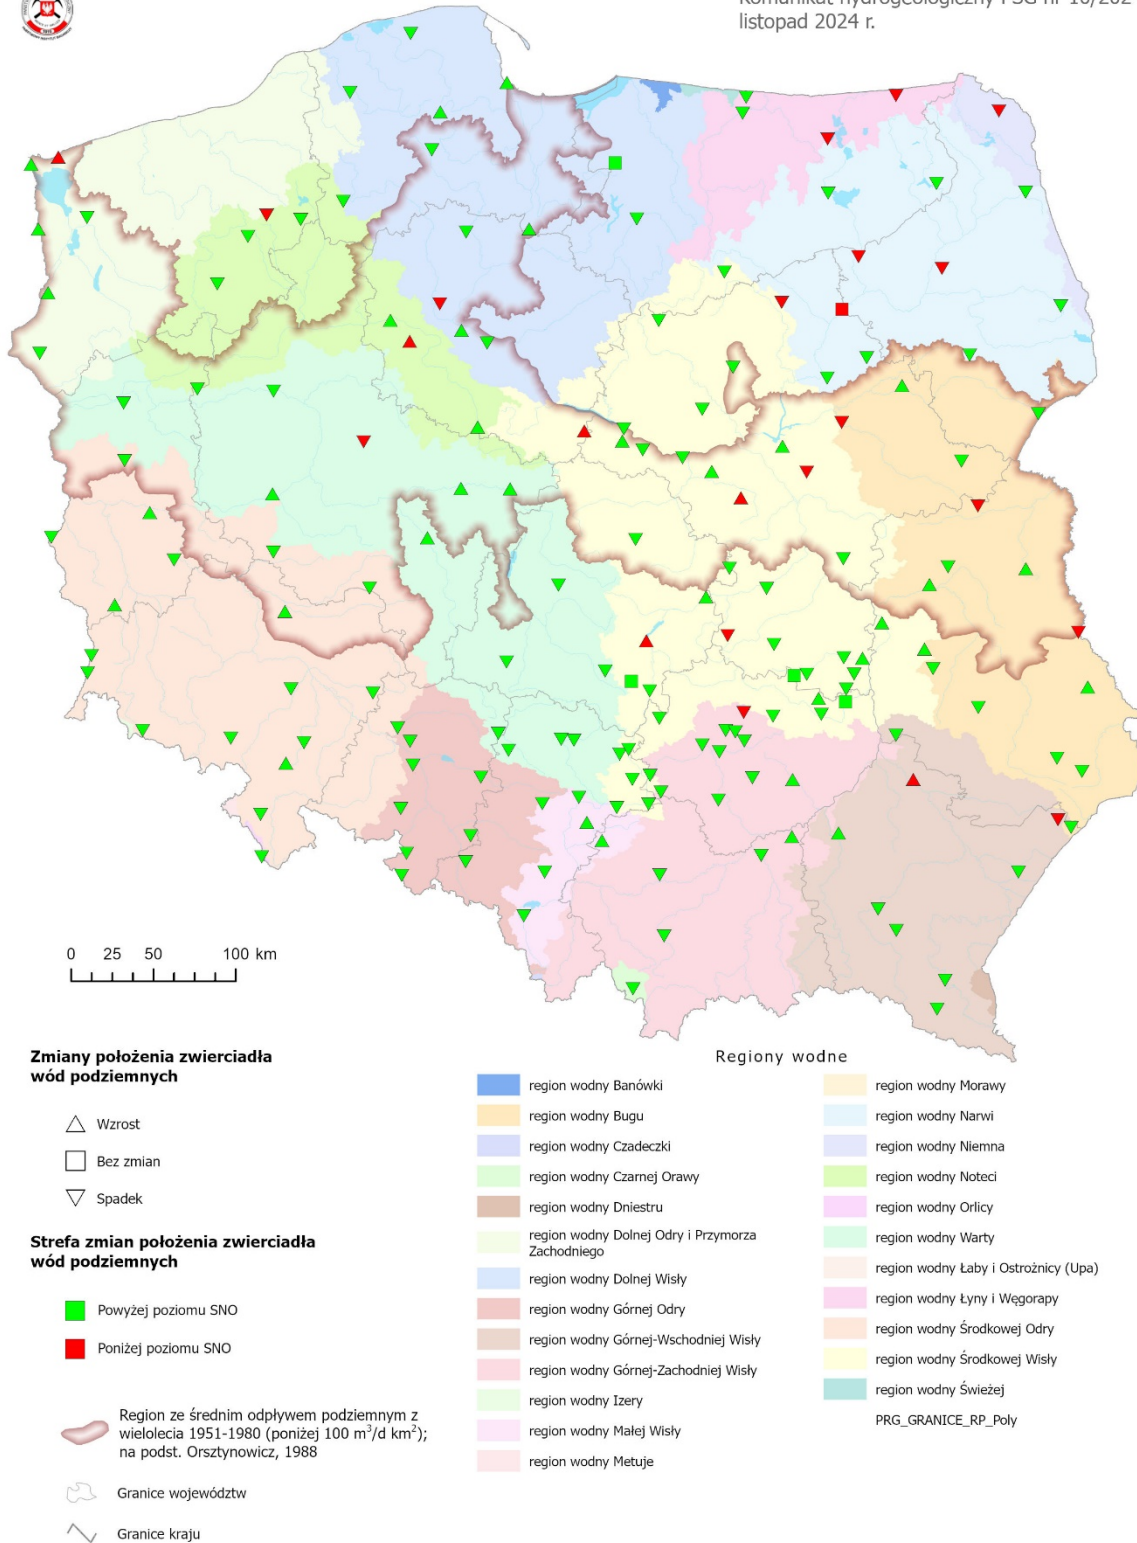 Komunikat hydrogeologiczny PSG nr
listopad 2024 r.
0 25 50 100 km
Zmiany położenia zwierciadła
wód podziemnych
Wzrost
Bez zmian
Spadek
Strefa zmian położenia zwierciadła
wód podziemnych
Powyżej poziomu SNO
Poniżej poziomu SNO
Region ze średnim odpływem podziemnym z
wielolecia 1951-1980 (poniżej 100 m³/d km²);
na podst. Orsztynowicz, 1988
Granice województw
Granice kraju
Regiony wodne
region wodny Banówki
region wodny Bugu
region wodny Czadeczki
region wodny Czarnej Orawy
region wodny Dniestru
region wodny Dolnej Odry i Przymorza
Zachodniego
region wodny Dolnej Wisły
region wodny Górnej Odry
region wodny Górnej-Wschodniej Wisły
region wodny Górnej-Zachodniej Wisły
region wodny Izery
region wodny Małej Wisły
region wodny Metuje
region wodny Morawy
region wodny Narwi
region wodny Niemna
region wodny Noteci
region wodny Orlicy
region wodny Warty
region wodny Łaby i Ostrożnicy (Upa)
region wodny Łyny i Węgorapy
region wodny Środkowej Odry
region wodny Środkowej Wisły
region wodny Świeżej
PRG_GRANICE_RP_Poly